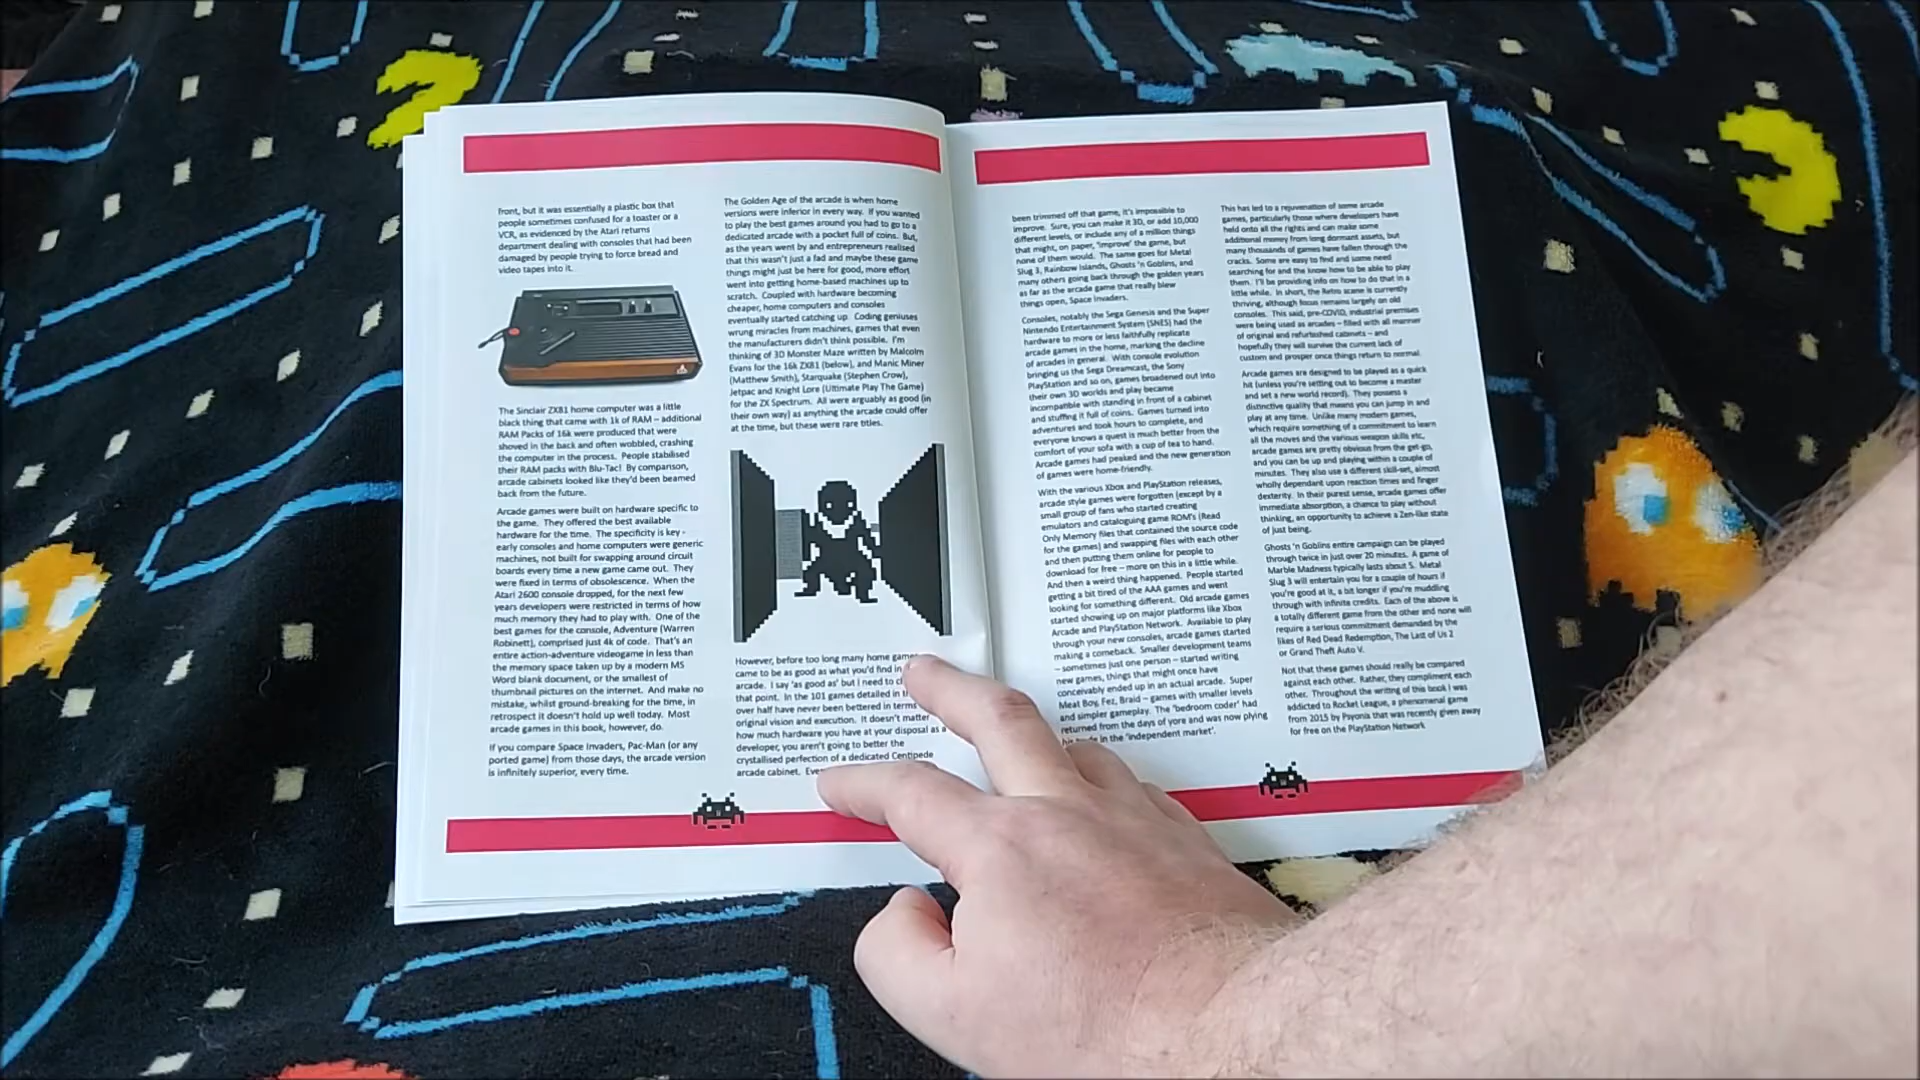 front, but it was essentially a plastic box that
people sometimes confused for a toaster or a
VCR, as evidenced by the Atari returns
department dealing with consoles that had been
damaged by people trying to force bread and
video tapes into it.
The Sinclair ZX81 home computer was a little
black thing that came with 1k of RAM – additional
RAM Packs of 16k were produced that were
shoved in the back and often wobbled, crashing
the computer in the process. People stabilised
their RAM packs with Blu-Tac! By comparison,
arcade cabinets looked like they'd been beamed
back from the future.
Arcade games were built on hardware specific to
the game. They offered the best available
hardware for the time. The specificity is key -
early consoles and home computers were generic
machines, not built for swapping around circuit
boards every time a new game came out. They
were fixed in terms of obsolescence. When the
Atari 2600 console dropped, for the next few
years developers were restricted in terms of how
much memory they had to play with. One of the
best games for the console, Adventure (Warren
Robinett), comprised just 4k of code. That's an
entire action-adventure videogame in less than
the memory space taken up by a modern MS
Word blank document, or the smallest of
thumbnail pictures on the internet. And make no
mistake, whilst groundbreaking for the time, in
retrospect it doesn't hold up well today. Most
arcade games in this book, however, do.
If you compare Space Invaders, Pac-Man (or any
ported game) from those days, the arcade version
is infinitely superior, every time.
The Golden Age of the arcade is when home
versions were inferior in every way. If you wanted
to play the best games around you had to go to a
dedicated arcade with a pocket full of coins. But,
as the years went by and entrepreneurs realised
that this wasn't just a fad and maybe these game
things might just be here for good, more effort
went into getting home-based machines up to
scratch. Coupled with hardware becoming
cheaper, home computers and consoles
eventually started catching up. Coding geniuses
wrung miracles from machines, games that even
the manufacturers didn't think possible. I'm
thinking of 3D Monster Maze written by Malcolm
Evans for the 16k ZX81 (below), and Manic Miner
(Matthew Smith), Starquake (Stephen Crow),
Jetpac and Knight Lore (Ultimate Play The Game)
for the ZX Spectrum. All were arguably as good (in
their own way) as anything the arcade could offer
at the time, but these were rare titles.
However, before too long many home games
came to be as good as what you'd find in
arcade. I say 'as good as' but I need to
that point. In the 101 games detailed in
over half have never been bettered in terms
original vision and execution. It doesn't matter
how much hardware you have at your disposal as a
developer, you aren't going to better the
crystallised perfection of a dedicated Centipede
arcade cabinet.
been trimmed off that game, it's impossible to
improve. Sure, you can make it 3D, or add 10,000
different levels, or include any of a million things
that might, on paper, 'improve' the game, but
none of them would. The same goes for Metal
Slug 3, Rainbow Islands, Ghosts 'n Goblins, and
many others going back through the golden years
as far as the arcade game that really blew
things open, Space Invaders.
Consoles, notably the Sega Genesis and the Super
Nintendo Entertainment System (SNES) had the
hardware to more or less faithfully replicate
arcade games in the home, marking the decline
of arcades in general. With console evolution
bringing us the Sega Dreamcast, the Sony
PlayStation and so on, games broadened out into
their own 3D worlds and play became
incompatible with standing in front of a cabinet
and stuffing it full of coins. Games turned into
adventures and took hours to complete, and
everyone knows a quest is much better from the
comfort of your sofa with a cup of tea to hand.
Arcade games had peaked and the new generation
of games were home-friendly.
With the various Xbox and PlayStation releases,
arcade style games were forgotten (except by a
small group of fans who started creating
emulators and cataloguing game ROM's (Read
Only Memory files that contained the source code
for the games) and swapping files with each other
and then putting them online for people to
download for free – more on this in a little while.
And then a weird thing happened. People started
getting a bit tired of the AAA games and went
looking for something different. Old arcade games
started showing up on major platforms like Xbox
Arcade and PlayStation Network. Available to play
through your new consoles, arcade games started
making a comeback. Smaller development teams
– sometimes just one person – started writing
new games, things that might once have
conceivably ended up in an actual arcade. Super
Meat Boy, Fez, Braid – games with smaller levels
and simpler gameplay. The 'bedroom coder' had
returned from the days of yore and was now plying
his trade in the 'independent market'.
This has led to a rejuvenation of some arcade
games, particularly those where developers have
held onto all the rights and can make some
additional money from long dormant assets, but
many thousands of games have fallen through the
cracks. Some are easy to find and some need
searching for and the know how to be able to play
them. I'll be providing info on how to do that in a
little while. In short, the Retro scene is currently
thriving, although focus remains largely on old
consoles. This said, pre-COVID, industrial premises
were being used as arcades – filled with all manner
of original and refurbished cabinets – and
hopefully they will survive the current lack of
custom and prosper once things return to normal.
Arcade games are designed to be played as a quick
hit (unless you're setting out to become a master
and set a new world record). They possess a
distinctive quality that means you can jump in and
play at any time. Unlike many modern games,
which require something of a commitment to learn
all the moves and the various weapon skills etc,
arcade games are pretty obvious from the get-go,
and you can be up and playing within a couple of
minutes. They also use a different skill-set, almost
wholly dependant upon reaction times and finger
dexterity. In their purest sense, arcade games offer
immediate absorption, a chance to play without
thinking, an opportunity to achieve a Zen-like state
of just being.
Ghosts 'n Goblins entire campaign can be played
through twice in just over 20 minutes. A game of
Marble Madness typically lasts about 5. Metal
Slug 3 will entertain you for a couple of hours if
you're good at it, a bit longer if you're muddling
through with infinite credits. Each of the above is
a totally different game from the other and none will
require a serious commitment demanded by the
likes of Red Dead Redemption, The Last of Us 2
or Grand Theft Auto V.
Not that these games should really be compared
against each other. Rather, they compliment each
other. Throughout the writing of this book I was
addicted to Rocket League, a phenomenal game
from 2015 by Psyonix that was recently given away
for free on the PlayStation Network